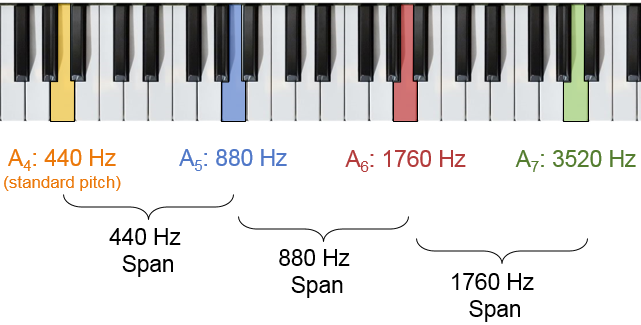 A₄: 440 Hz
(standard pitch)
A₅: 880 Hz
A₆: 1760 Hz
A₇: 3520 Hz
440 Hz
Span
880 Hz
Span
1760 Hz
Span